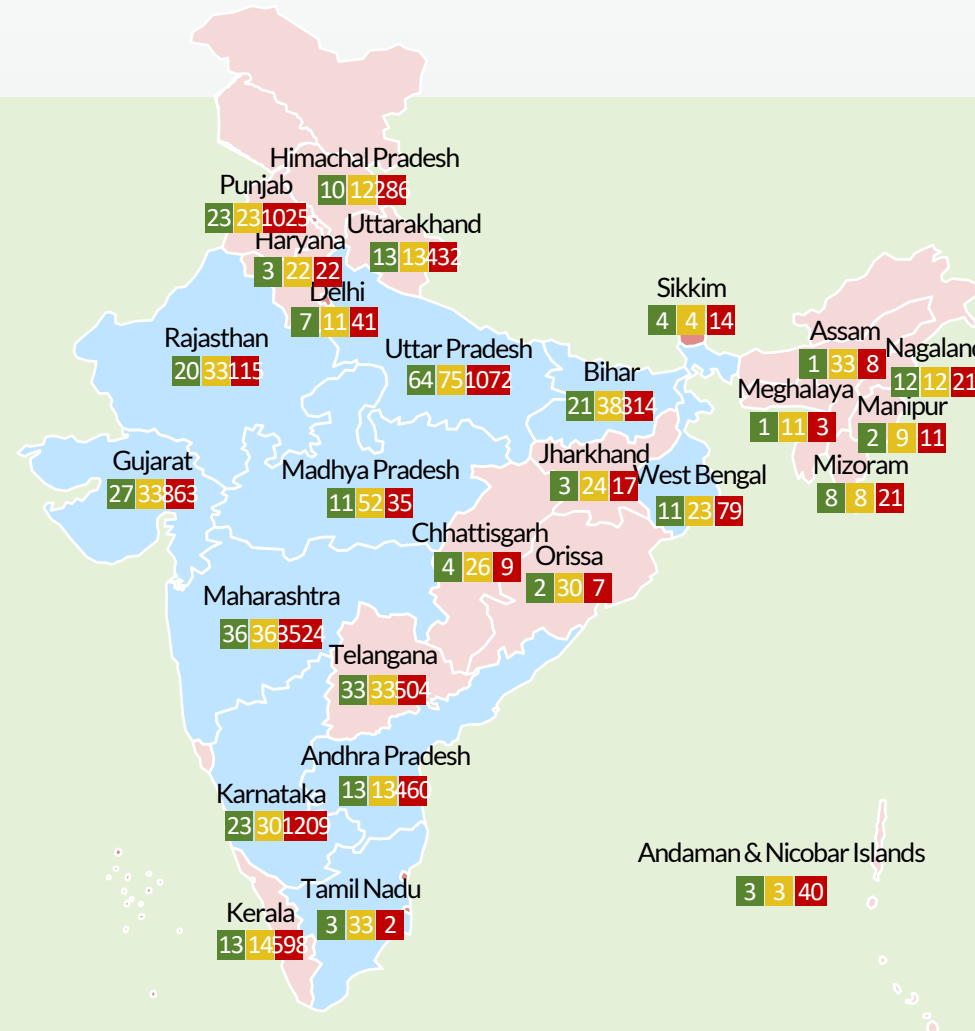 Himachal Pradesh
10 12 286
Punjab
23 23 1025
Uttarakhand
13 13 432
Haryana
3 22 22
Delhi
7 11 41
Sikkim
4 4 14
Rajasthan
20 33 115
Uttar Pradesh
64 75 1072
Assam
1 33 8
Nagaland
12 12 21
Bihar
21 38 314
Meghalaya
1 11 3
Manipur
2 9 11
Gujarat
27 33 863
Madhya Pradesh
11 52 35
Jharkhand
3 24 17
West Bengal
11 23 79
Mizoram
8 8 21
Chhattisgarh
4 26 9
Orissa
2 30 7
Maharashtra
36 36 3524
Telangana
33 33 504
Andhra Pradesh
13 13 460
Karnataka
23 30 1209
Andaman & Nicobar Islands
3 3 40
Tamil Nadu
3 33 2
Kerala
13 14 598